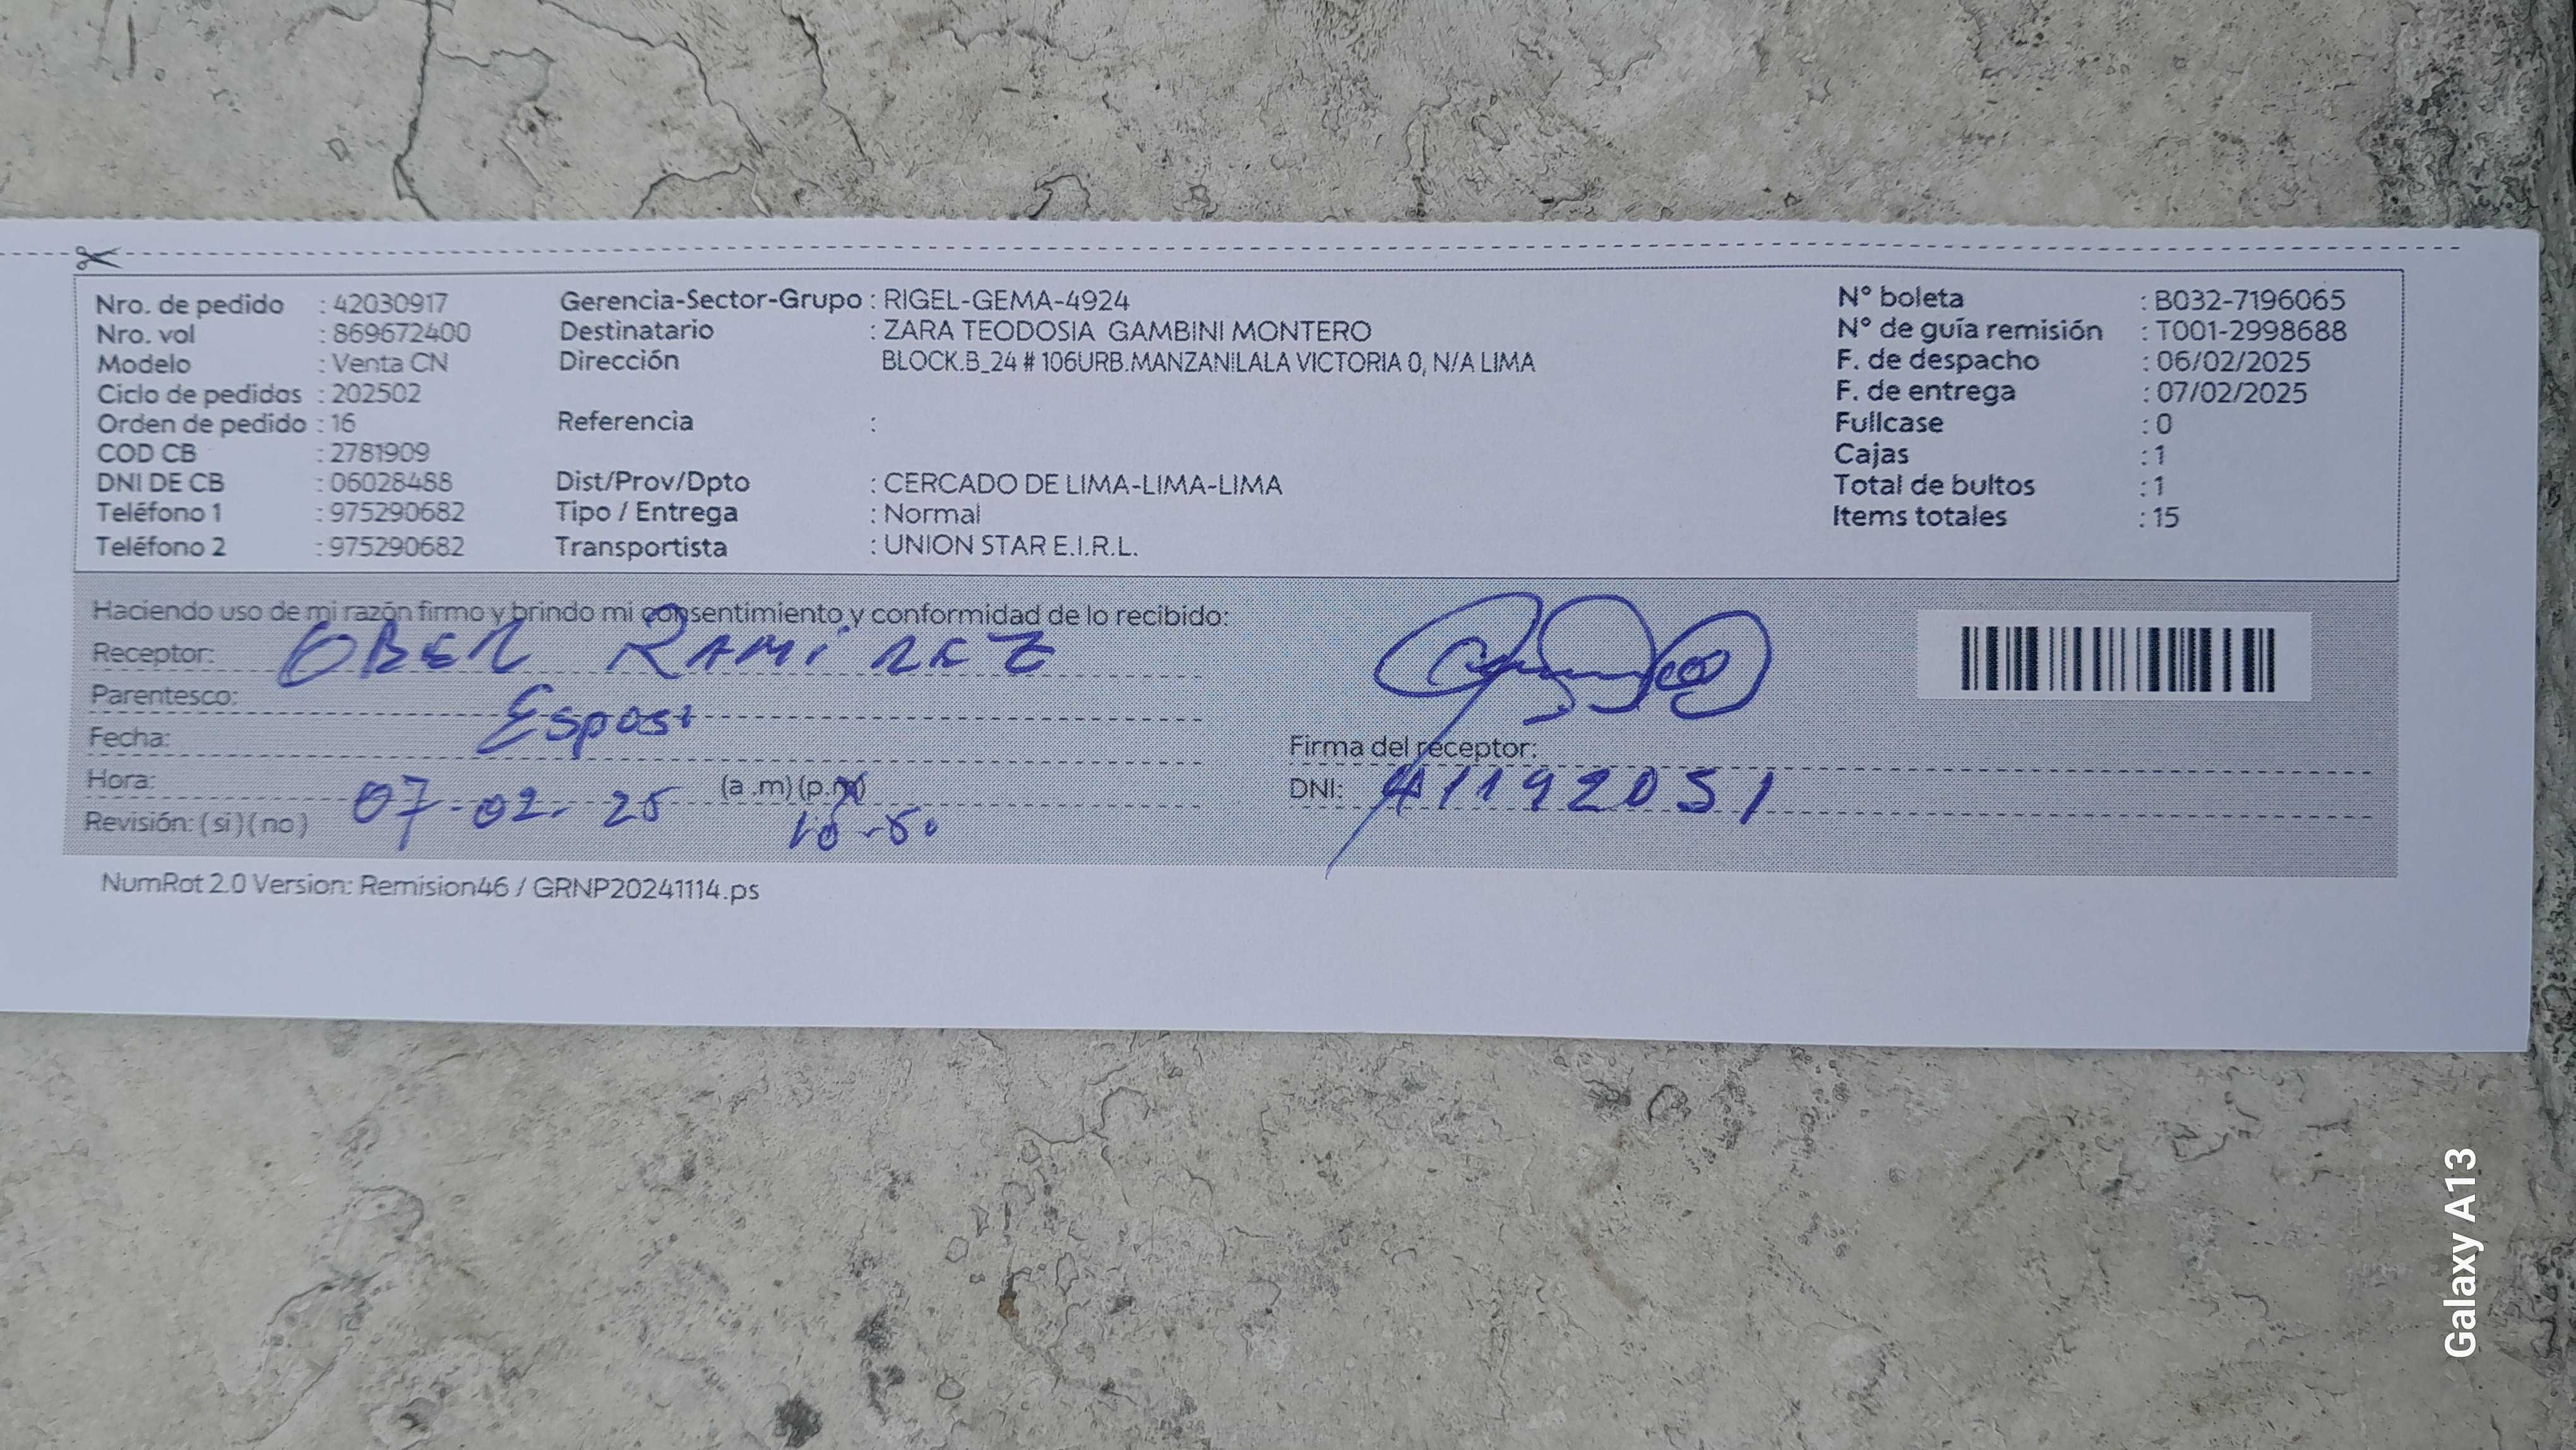 Nro. de pedido : 42030917 Gerencia-Sector-Grupo : RIGEL-GEMA-4924 N° boleta : B032-7196065
Nro. vol : 869672400 Destinatario : ZARA TEODOSIA GAMBINI MONTERO N° de guía remisión : T001-2998688
Modelo : Venta CN Dirección BLOCK.B_24 # 106URB.MANZANILALA VICTORIA 0, N/A LIMA F. de despacho : 06/02/2025
Ciclo de pedidos : 202502 F. de entrega : 07/02/2025
Orden de pedido : 16 Referencia : Fullcase : 0
COD CB : 2781909 Cajas : 1
DNI DE CB : 06028488 Dist/Prov/Dpto : CERCADO DE LIMA-LIMA-LIMA Total de bultos : 1
Teléfono 1 : 975290682 Tipo / Entrega : Normal Items totales : 15
Teléfono 2 : 975290682 Transportista : UNION STAR E.I.R.L.
Haciendo uso de mi razón firmo y brindo mi consentimiento y conformidad de lo recibido:
Receptor: OBER RAMIREZ
Parentesco: Esposo
Fecha: Firma del receptor:
Hora: 07-02-25 (a .m) (p.m) DNI: 41192051
Revisión: ( si ) ( no ) 10-50
NumRot 2.0 Version: Remision46 / GRNP20241114.ps
Galaxy A13